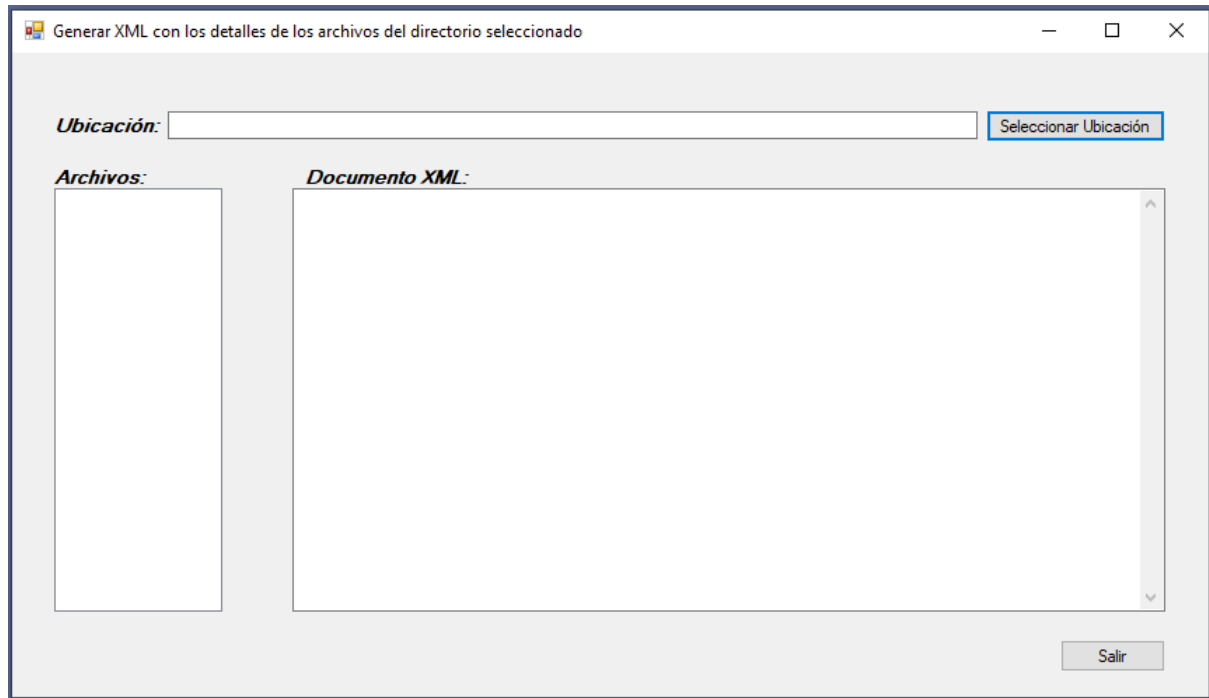 Generar XML con los detalles de los archivos del directorio seleccionado
Ubicación: Seleccionar Ubicación
Archivos: Documento XML:
Salir